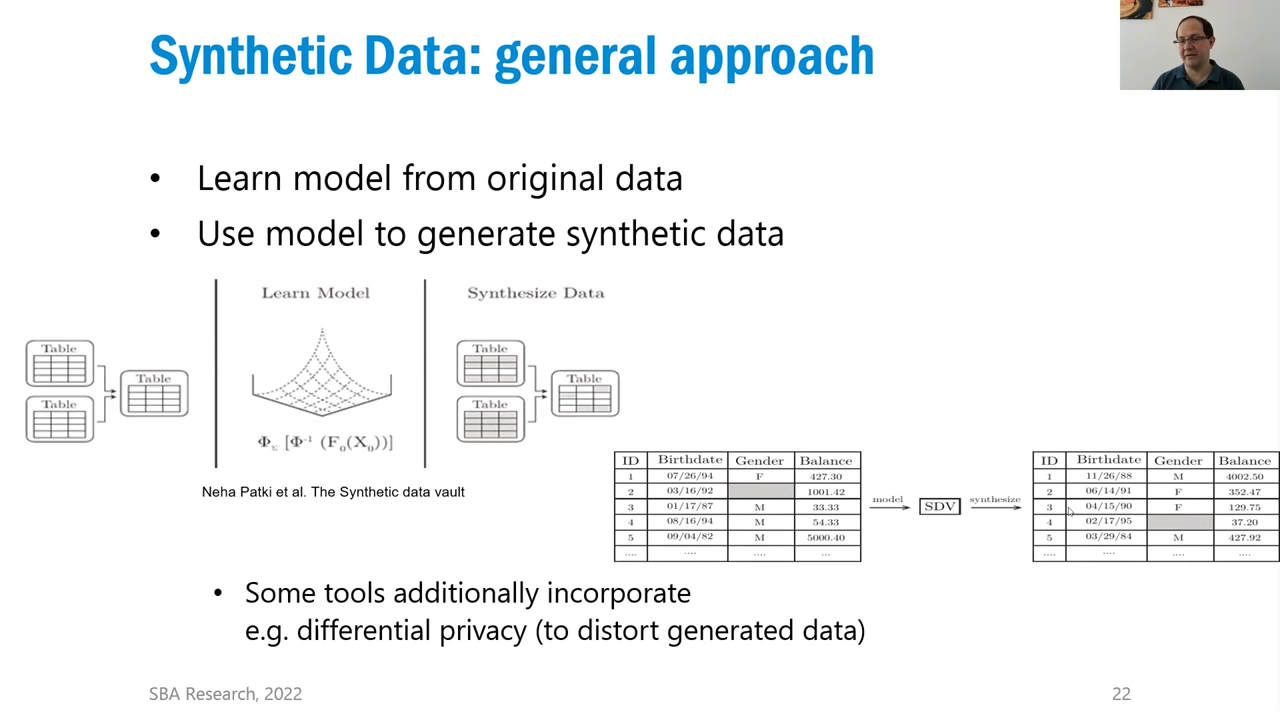 Synthetic Data: general approach
• Learn model from original data
• Use model to generate synthetic data
Learn Model
Synthesize Data
Table
Table
Table
Table
Table
Table
Φ_Σ [Φ⁻¹ (F₀(X₀))]
Neha Patki et al. The Synthetic data vault
ID Birthdate Gender Balance
1 07/26/94 F 427.30
2 03/16/92 1001.42
3 01/17/87 M 33.33
4 08/16/94 M 54.33
5 09/04/82 M 5000.40
.... .... .... ...
model
SDV
synthesize
ID Birthdate Gender Balance
1 11/26/88 M 4002.50
2 06/14/91 F 352.47
3 04/15/90 F 129.75
4 02/17/95 37.20
5 03/29/84 M 427.92
.... .... .... ....
• Some tools additionally incorporate
e.g. differential privacy (to distort generated data)
SBA Research, 2022
22